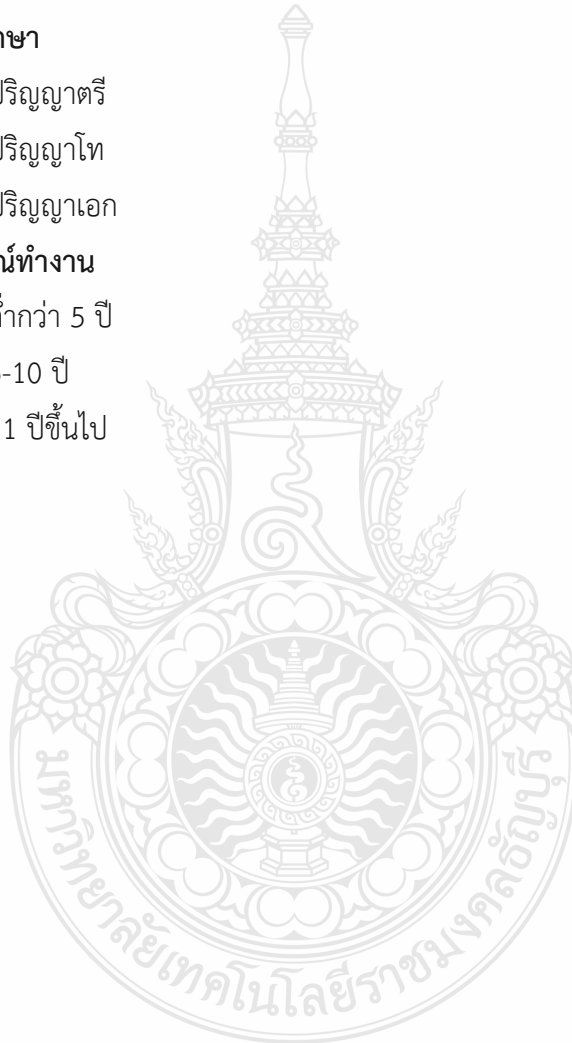 ษา
ปริญญาตรี
ปริญญาโท
ปริญญาเอก
ณ์ทำงาน
ต่ำกว่า 5 ปี
-10 ปี
1 ปีขึ้นไป
มหาวิทยาลัยเทคโนโลยีราชมงคลธัญบุรี